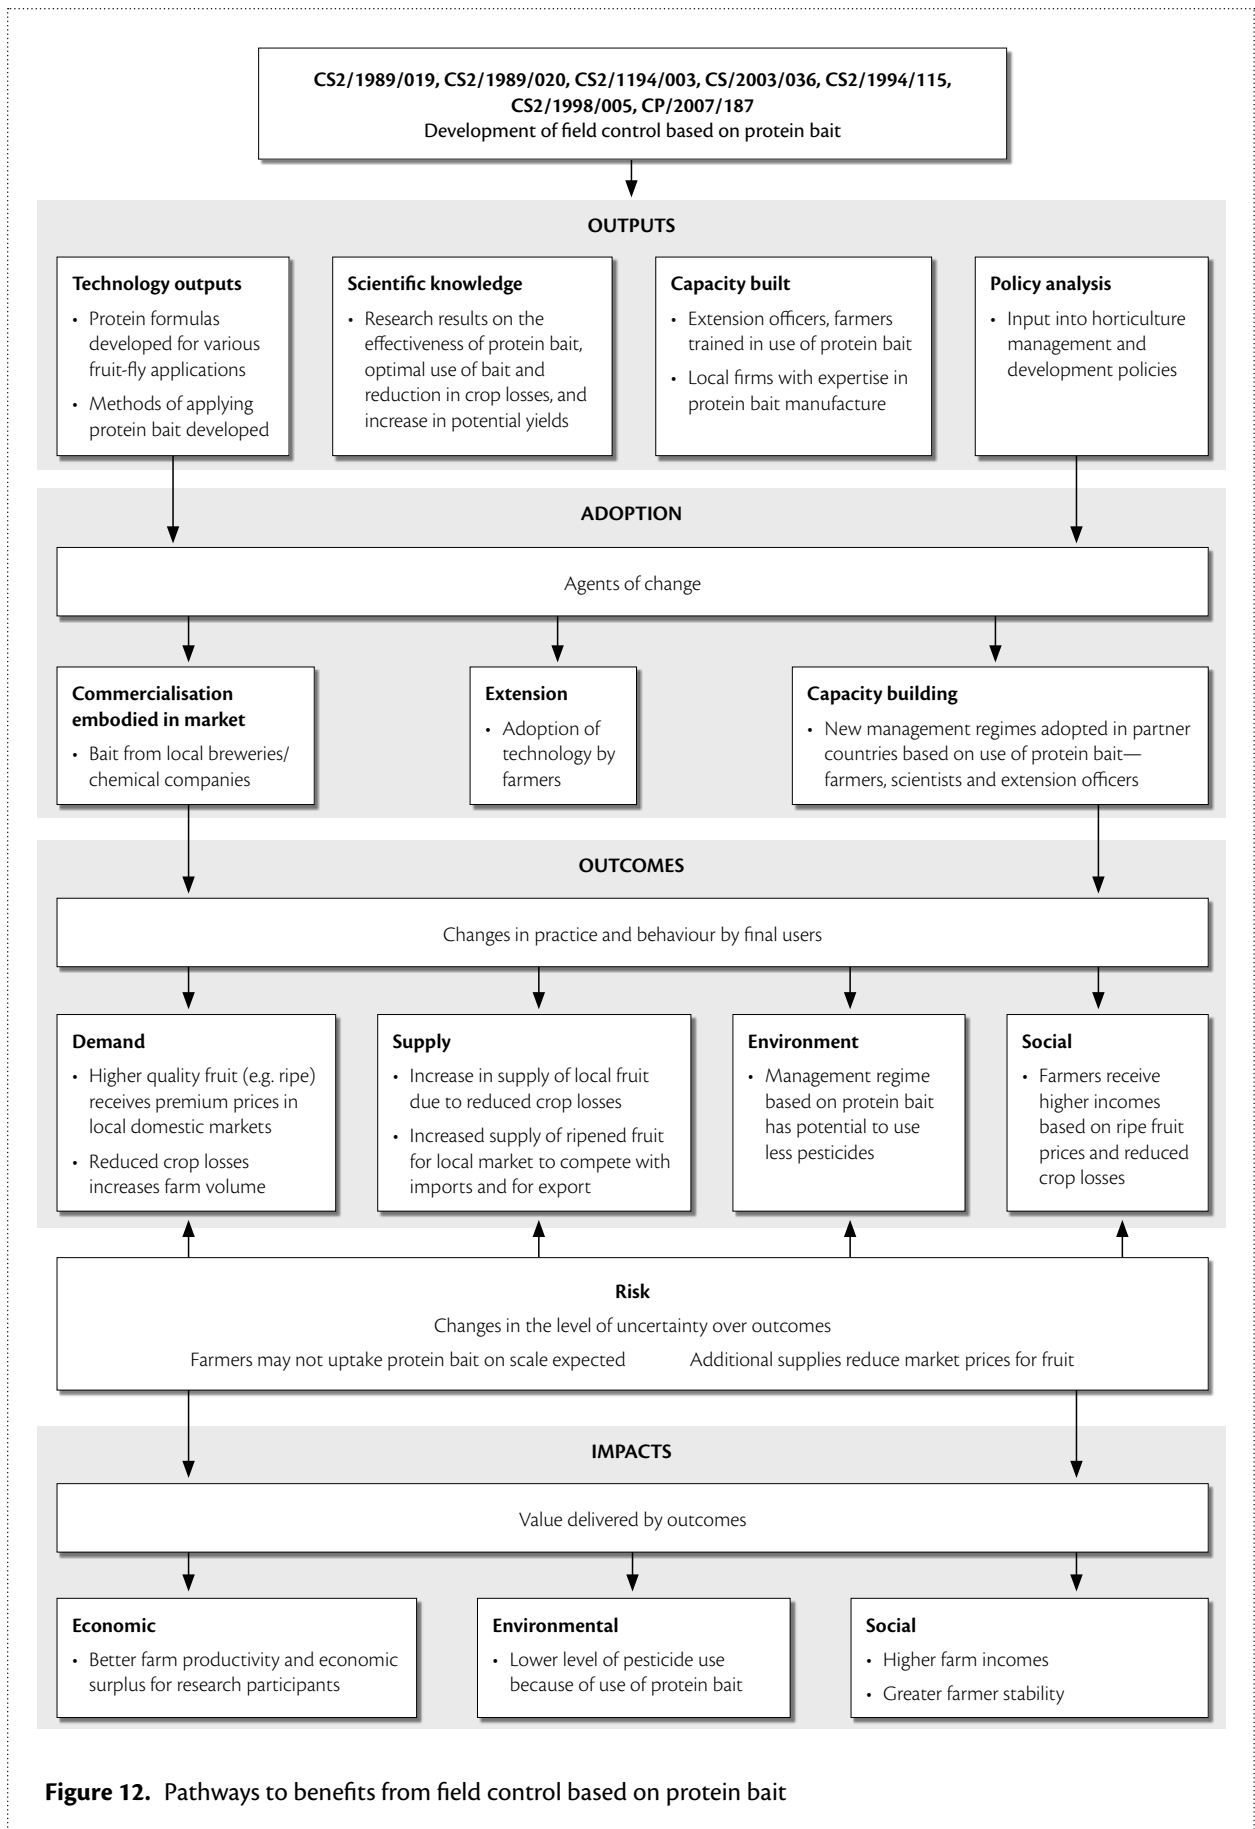 CS2/1989/019, CS2/1989/020, CS2/1194/003, CS/2003/036, CS2/1994/115,
CS2/1998/005, CP/2007/187
Development of field control based on protein bait
OUTPUTS
Technology outputs
• Protein formulas
developed for various
fruit-fly applications
• Methods of applying
protein bait developed
Scientific knowledge
• Research results on the
effectiveness of protein bait,
optimal use of bait and
reduction in crop losses, and
increase in potential yields
Capacity built
• Extension officers, farmers
trained in use of protein bait
• Local firms with expertise in
protein bait manufacture
Policy analysis
• Input into horticulture
management and
development policies
ADOPTION
Agents of change
Commercialisation
embodied in market
• Bait from local breweries/
chemical companies
Extension
• Adoption of
technology by
farmers
Capacity building
• New management regimes adopted in partner
countries based on use of protein bait—
farmers, scientists and extension officers
OUTCOMES
Changes in practice and behaviour by final users
Demand
• Higher quality fruit (e.g. ripe)
receives premium prices in
local domestic markets
• Reduced crop losses
increases farm volume
Supply
• Increase in supply of local fruit
due to reduced crop losses
• Increased supply of ripened fruit
for local market to compete with
imports and for export
Environment
• Management regime
based on protein bait
has potential to use
less pesticides
Social
• Farmers receive
higher incomes
based on ripe fruit
prices and reduced
crop losses
Risk
Changes in the level of uncertainty over outcomes
Farmers may not uptake protein bait on scale expected Additional supplies reduce market prices for fruit
IMPACTS
Value delivered by outcomes
Economic
• Better farm productivity and economic
surplus for research participants
Environmental
• Lower level of pesticide use
because of use of protein bait
Social
• Higher farm incomes
• Greater farmer stability
Figure 12. Pathways to benefits from field control based on protein bait